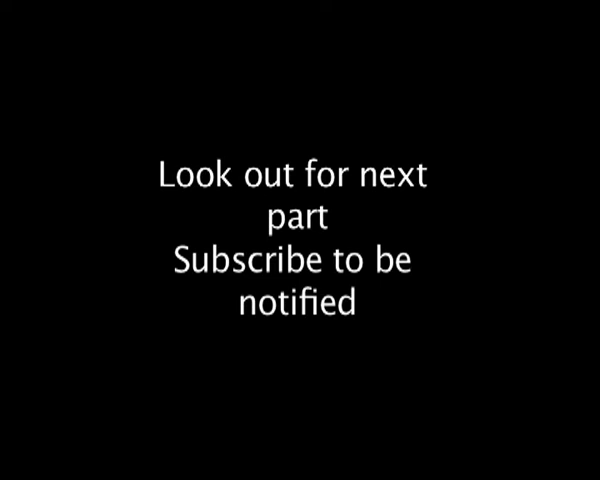 Look out for next
part
Subscribe to be
notified